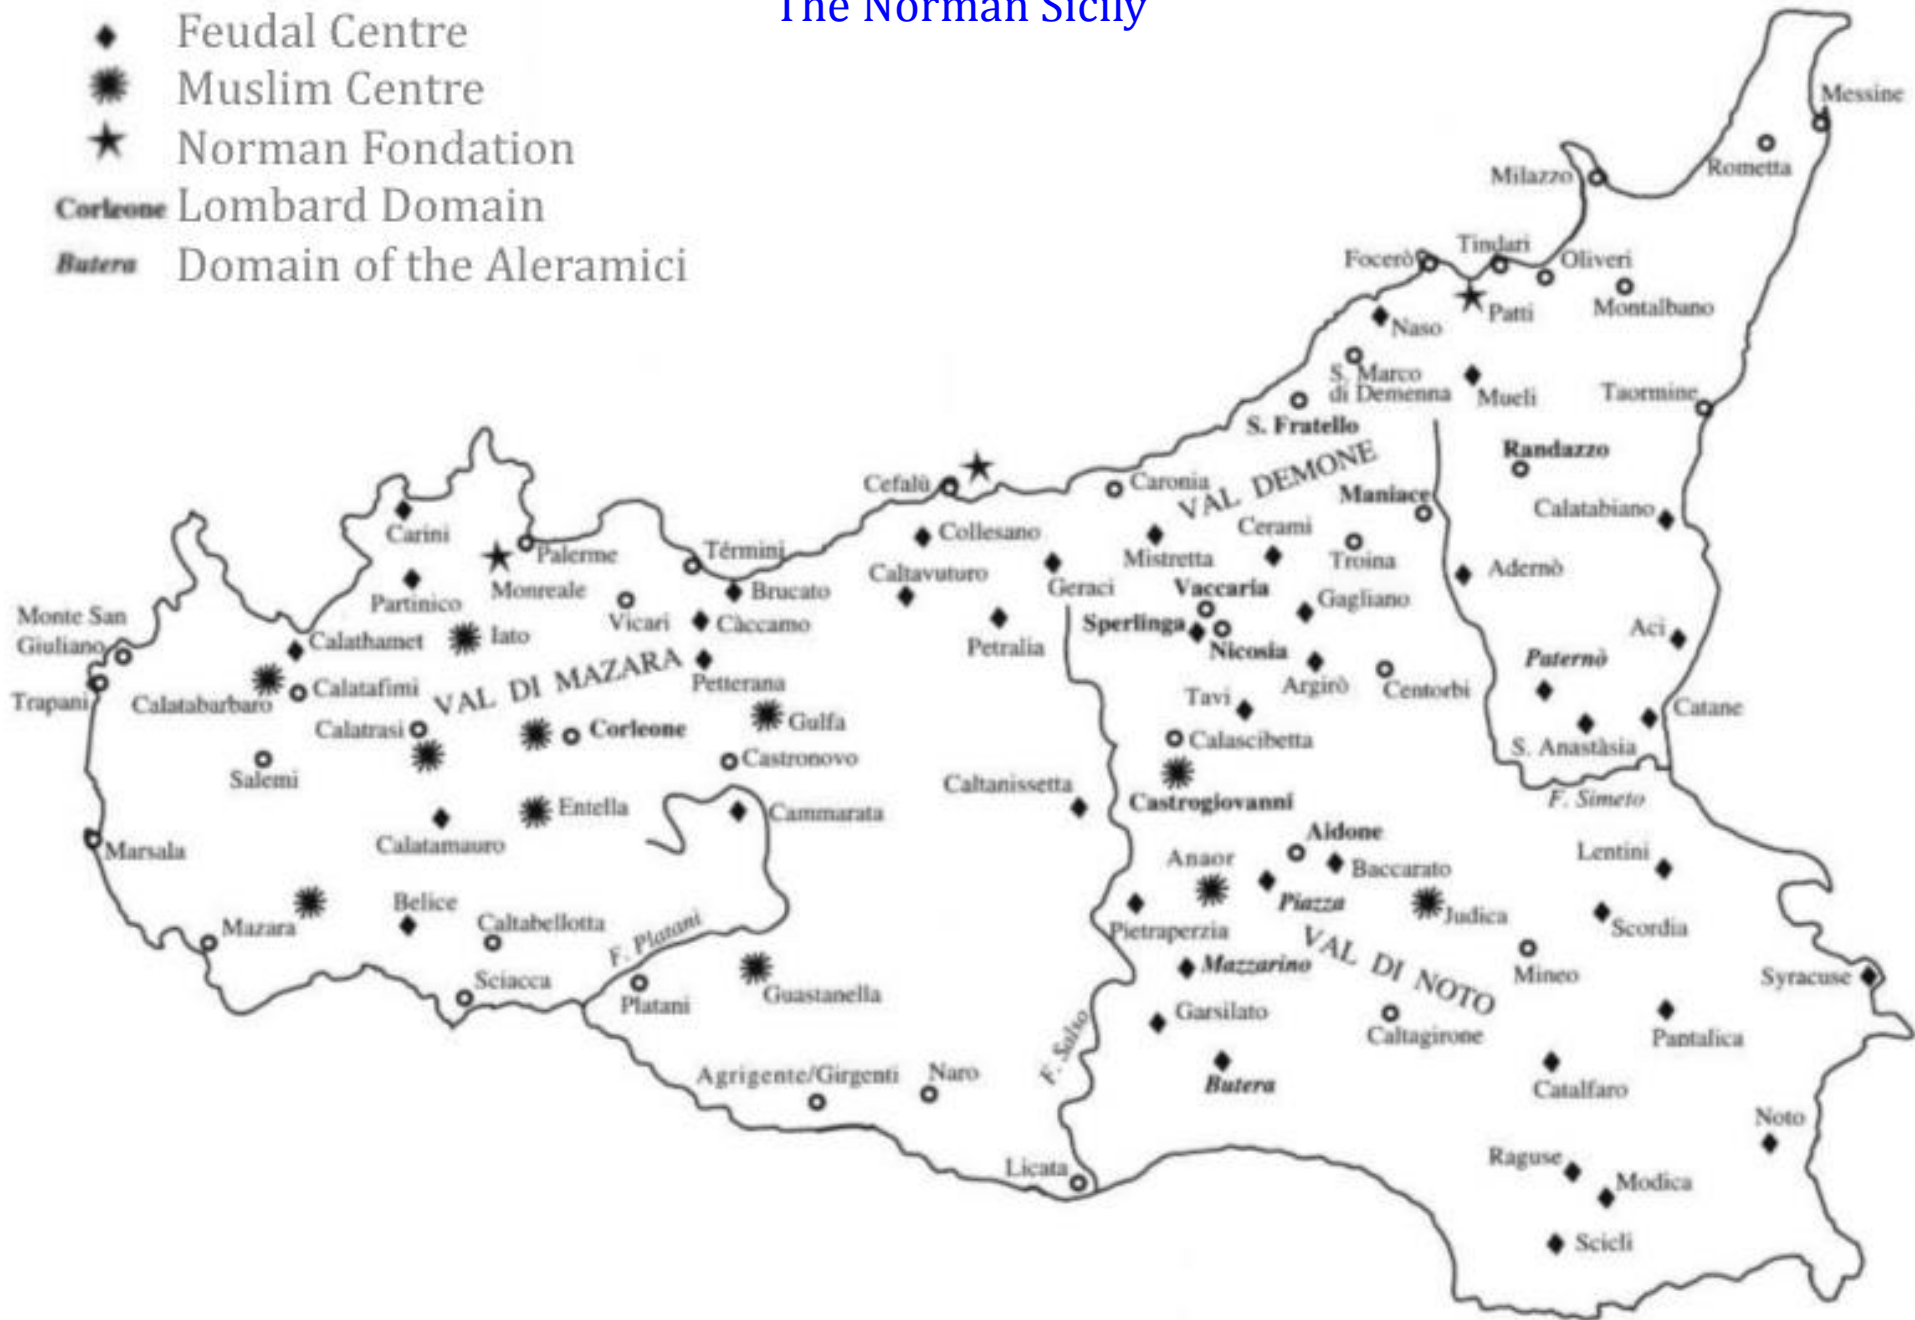 The Norman Sicily
Feudal Centre
Muslim Centre
Norman Fondation
Corleone Lombard Domain
Butera Domain of the Aleramici
Messine
Rometta
Milazzo
Tindari
Focerò
Oliveri
Montalbano
Patti
Naso
S. Marco
di Demenna
Mueli
Taormine
S. Fratello
Randazzo
VAL DEMONE
Cefalù
Caronia
Maniace
Calatabiano
Carini
Palerme
Términi
Collesano
Mistretta
Cerami
Troina
Adernò
Partinico
Monreale
Vicari
Brucato
Caltavuturo
Geraci
Vaccaria
Gagliano
Monte San
Giuliano
Calathamet
Iato
Càccamo
Petralia
Sperlinga
Nicosia
Aci
Paternò
Trapani
Calatabarbaro
Calatafimi
VAL DI MAZARA
Petterana
Tavi
Argirò
Centorbi
Catane
Calatrasi
Corleone
Gulfa
Calascibetta
S. Anastàsia
Salemi
Castronovo
Caltanissetta
Castrogiovanni
F. Simeto
Marsala
Calatamauro
Entella
Cammarata
Aidone
Lentini
Anaor
Baccarato
Mazara
Belice
Caltabellotta
F. Platani
Pietraperzia
Piazza
Judica
Scordia
Sciacca
Platani
Guastanella
Mazzarino
VAL DI NOTO
Mineo
Syracuse
Garsilato
Caltagirone
Pantalica
F. Salso
Agrigente/Girgenti
Naro
Butera
Catalfaro
Noto
Licata
Raguse
Modica
Scicli